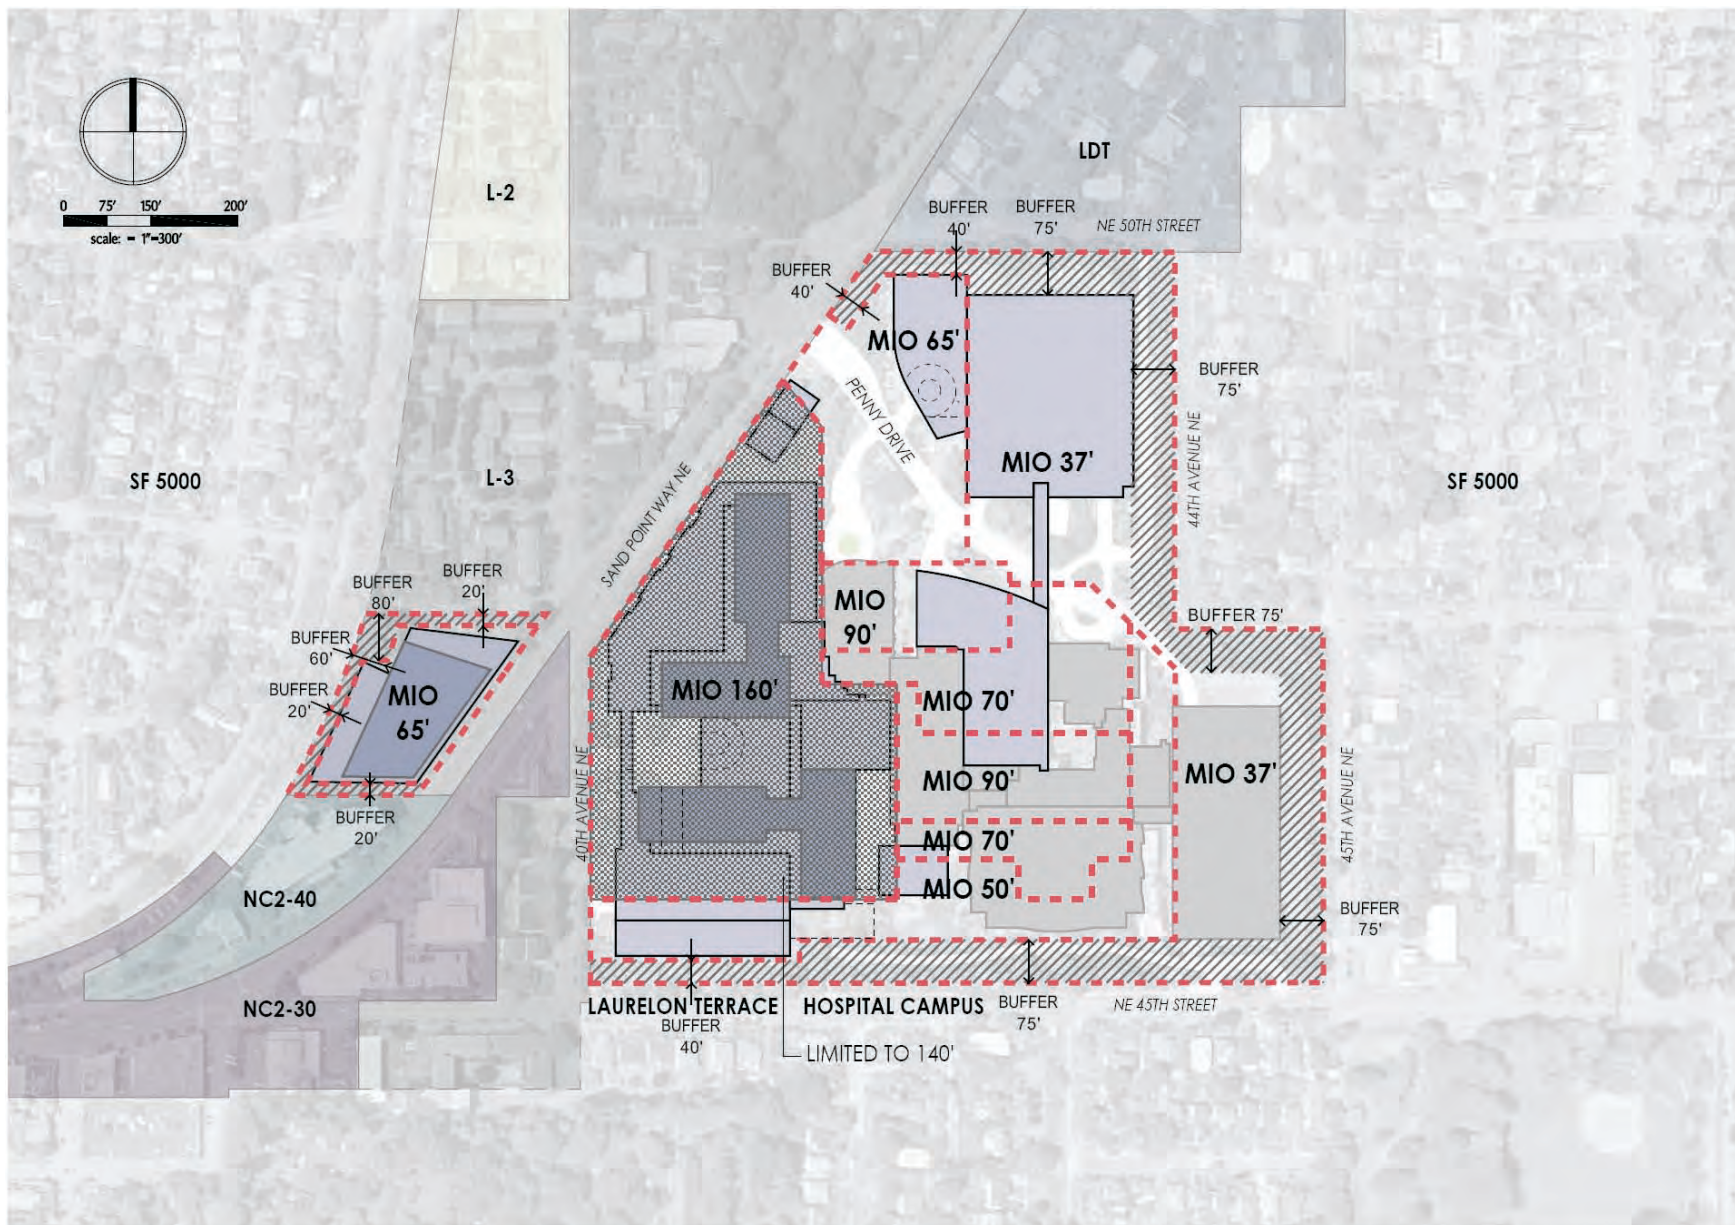 LDT
0 75' 150' 200'
scale: = 1"=300'
L-2
BUFFER
40'
BUFFER
75'
NE 50TH STREET
BUFFER
40'
MIO 65'
BUFFER
75'
PENNY DRIVE
MIO 37'
SF 5000
L-3
SF 5000
44TH AVENUE NE
SAND POINT WAY NE
BUFFER
80'
BUFFER
20'
MIO
90'
BUFFER 75'
BUFFER
60'
BUFFER
20'
MIO
65'
MIO 160'
MIO 70'
MIO 90'
MIO 37'
40TH AVENUE NE
45TH AVENUE NE
BUFFER
20'
MIO 70'
MIO 50'
NC2-40
BUFFER
75'
NC2-30
LAURELON TERRACE
HOSPITAL CAMPUS
BUFFER
75'
NE 45TH STREET
BUFFER
40'
LIMITED TO 140'